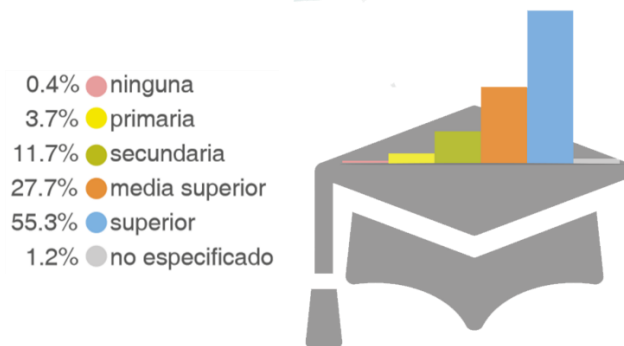 0.4% ninguna
3.7% primaria
11.7% secundaria
27.7% media superior
55.3% superior
1.2% no especificado